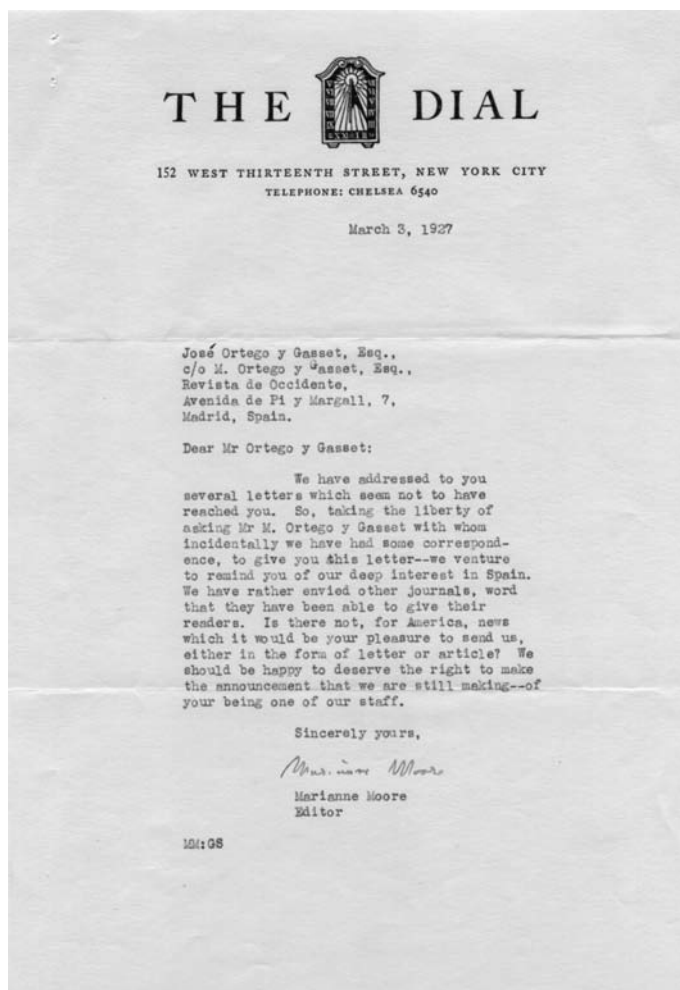 THE DIAL
152 WEST THIRTEENTH STREET, NEW YORK CITY
TELEPHONE: CHELSEA 6540
March 3, 1927
José Ortego y Gasset, Esq.,
c/o M. Ortego y Gasset, Esq.,
Revista de Occidente,
Avenida de Pi y Margall, 7,
Madrid, Spain.
Dear Mr Ortego y Gasset:
We have addressed to you
several letters which seem not to have
reached you. So, taking the liberty of
asking Mr M. Ortego y Gasset with whom
incidentally we have had some correspond-
ence, to give you this letter--we venture
to remind you of our deep interest in Spain.
We have rather envied other journals, word
that they have been able to give their
readers. Is there not, for America, news
which it would be your pleasure to send us,
either in the form of letter or article? We
should be happy to deserve the right to make
the announcement that we are still making--of
your being one of our staff.
Sincerely yours,
Marianne Moore
Marianne Moore
Editor
MM:GS